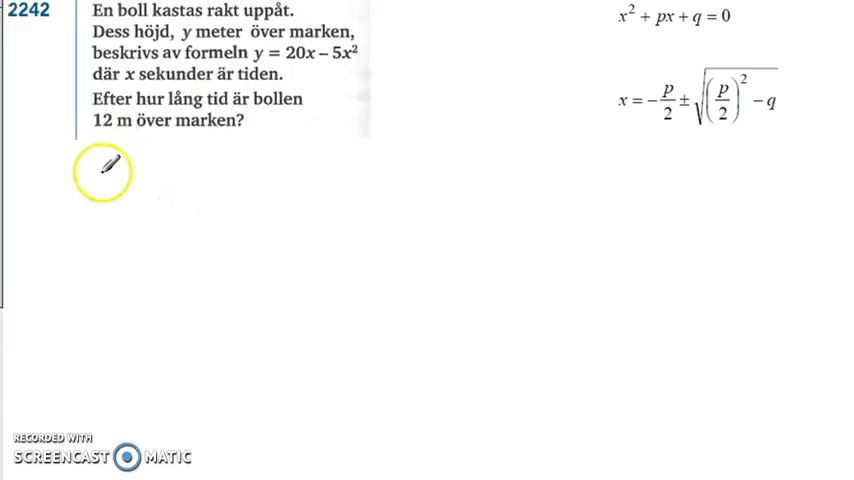 2242
En boll kastas rakt uppåt.
Dess höjd, y meter över marken,
beskrivs av formeln y = 20x – 5x²
där x sekunder är tiden.
Efter hur lång tid är bollen
12 m över marken?
x² + px + q = 0
x = −p/2 ± √((p/2)² − q)
RECORDED WITH
SCREENCAST MATIC